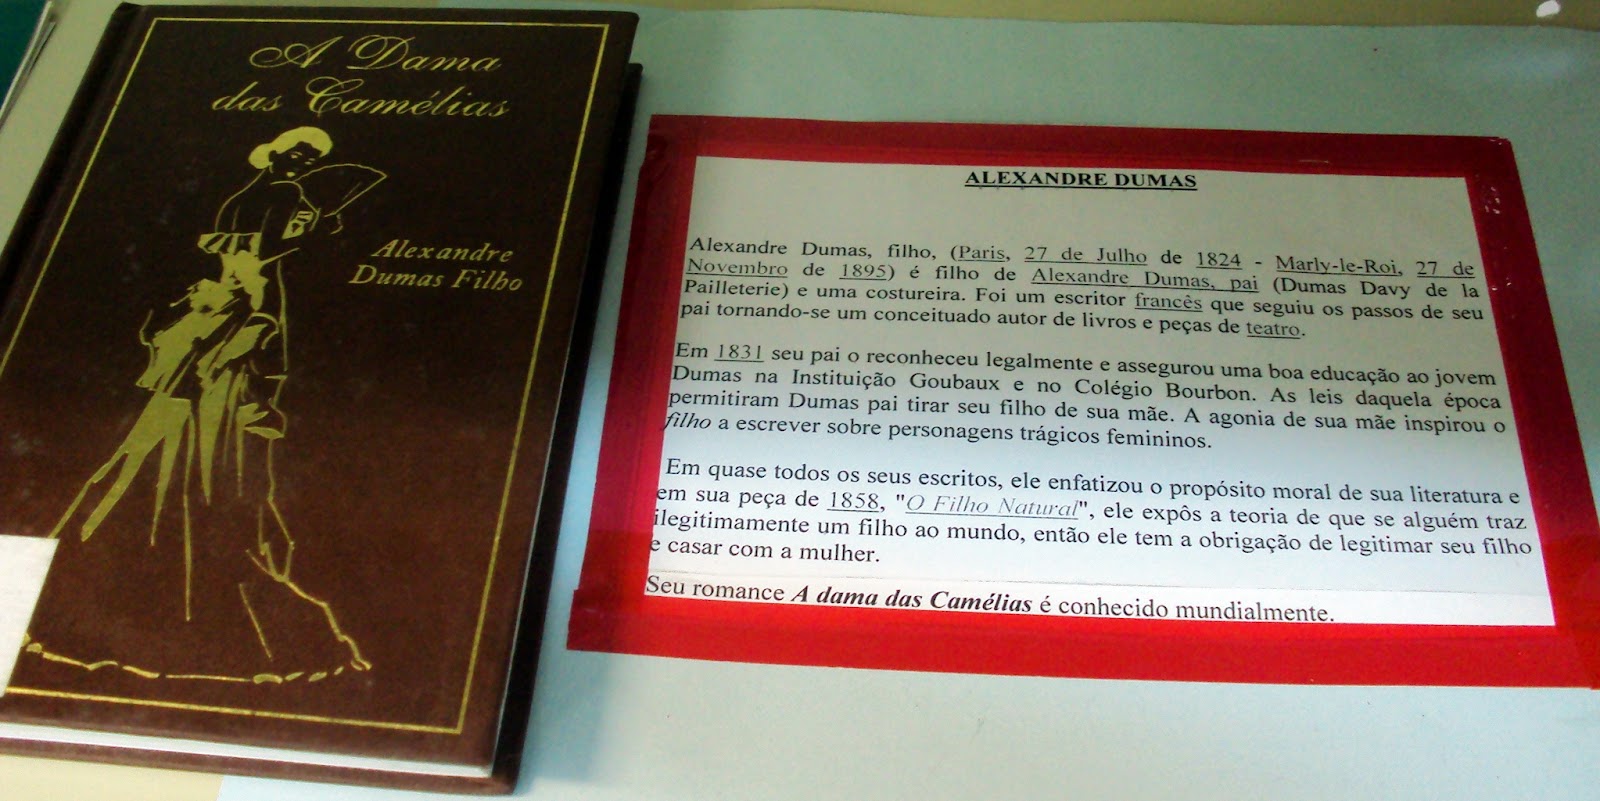 A Dama
das Camélias
Alexandre
Dumas Filho
ALEXANDRE DUMAS
Alexandre Dumas, filho, (Paris, 27 de Julho de 1824 - Marly-le-Roi, 27 de
Novembro de 1895) é filho de Alexandre Dumas, pai (Dumas Davy de la
Pailleterie) e uma costureira. Foi um escritor francês que seguiu os passos de seu
pai tornando-se um conceituado autor de livros e peças de teatro.
Em 1831 seu pai o reconheceu legalmente e assegurou uma boa educação ao jovem
Dumas na Instituição Goubaux e no Colégio Bourbon. As leis daquela época
permitiram Dumas pai tirar seu filho de sua mãe. A agonia de sua mãe inspirou o
filho a escrever sobre personagens trágicos femininos.
Em quase todos os seus escritos, ele enfatizou o propósito moral de sua literatura e
em sua peça de 1858, "O Filho Natural", ele expôs a teoria de que se alguém traz
ilegitimamente um filho ao mundo, então ele tem a obrigação de legitimar seu filho
e casar com a mulher.
Seu romance A dama das Camélias é conhecido mundialmente.